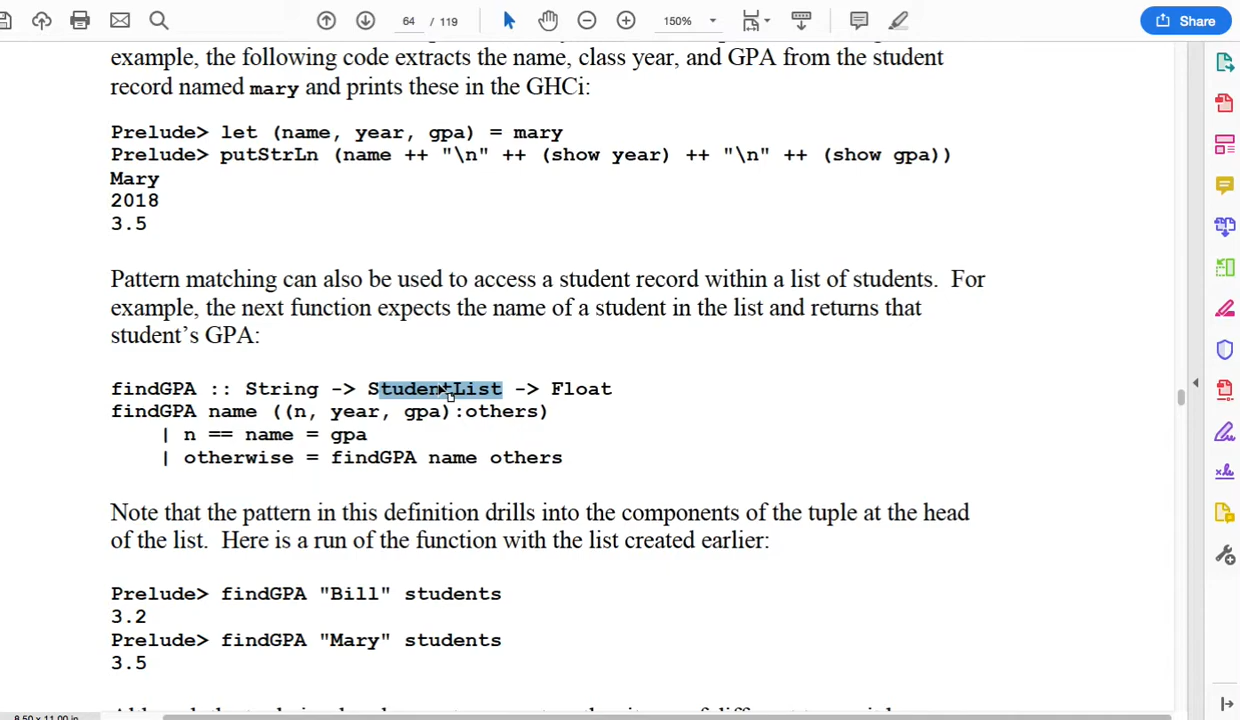 64 / 119
150%
Share
example, the following code extracts the name, class year, and GPA from the student
record named mary and prints these in the GHCi:
Prelude> let (name, year, gpa) = mary
Prelude> putStrLn (name ++ "\n" ++ (show year) ++ "\n" ++ (show gpa))
Mary
2018
3.5
Pattern matching can also be used to access a student record within a list of students. For
example, the next function expects the name of a student in the list and returns that
student’s GPA:
findGPA :: String -> StudentList -> Float
findGPA name ((n, year, gpa):others)
| n == name = gpa
| otherwise = findGPA name others
Note that the pattern in this definition drills into the components of the tuple at the head
of the list. Here is a run of the function with the list created earlier:
Prelude> findGPA "Bill" students
3.2
Prelude> findGPA "Mary" students
3.5
8.50 x 11.00 in